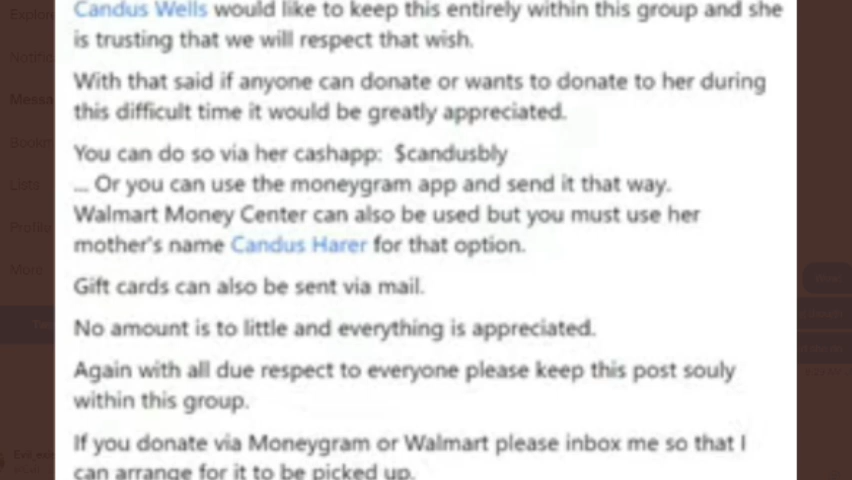 Candus Wells would like to keep this entirely within this group and she
is trusting that we will respect that wish.
With that said if anyone can donate or wants to donate to her during
this difficult time it would be greatly appreciated.
You can do so via her cashapp: $candusbly
... Or you can use the moneygram app and send it that way.
Walmart Money Center can also be used but you must use her
mother's name Candus Harer for that option.
Gift cards can also be sent via mail.
No amount is to little and everything is appreciated.
Again with all due respect to everyone please keep this post souly
within this group.
If you donate via Moneygram or Walmart please inbox me so that I
can arrange for it to be picked up.
Explor
Notific
Messa
Bookm
Lists
Profile
More